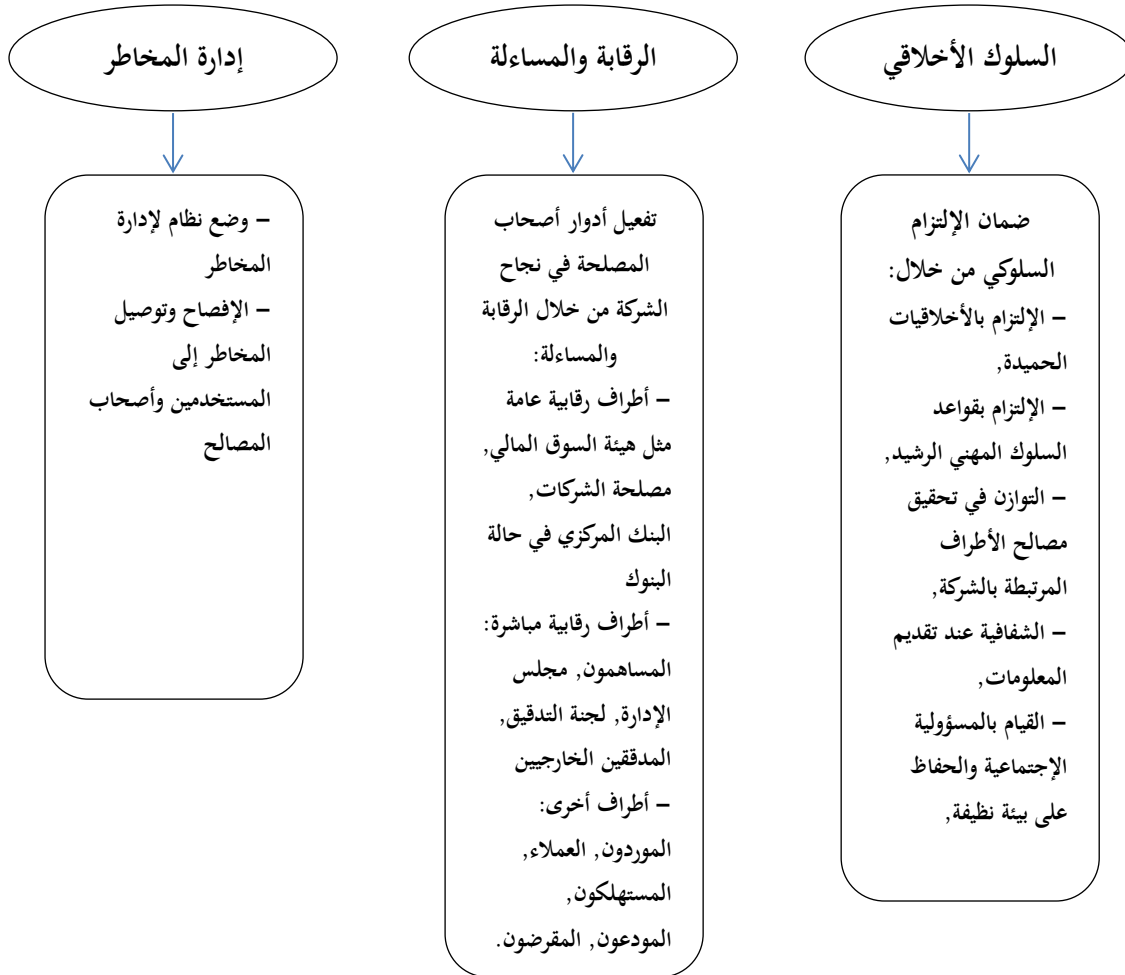 السلوك الأخلاقي
ضمان الإلتزام
السلوكي من خلال:
– الإلتزام بالأخلاقيات
الحميدة,
– الإلتزام بقواعد
السلوك المهني الرشيد,
– التوازن في تحقيق
مصالح الأطراف
المرتبطة بالشركة,
– الشفافية عند تقديم
المعلومات,
– القيام بالمسؤولية
الإجتماعية والحفاظ
على بيئة نظيفة,
الرقابة والمساءلة
تفعيل أدوار أصحاب
المصلحة في نجاح
الشركة من خلال الرقابة
والمساءلة:
– أطراف رقابية عامة
مثل هيئة السوق المالي,
مصلحة الشركات,
البنك المركزي في حالة
البنوك
– أطراف رقابية مباشرة:
المساهمون, مجلس
الإدارة, لجنة التدقيق,
المدققين الخارجيين
– أطراف أخرى:
الموردون, العملاء,
المستهلكون,
المودعون, المقرضون.
إدارة المخاطر
– وضع نظام لإدارة
المخاطر
– الإفصاح وتوصيل
المخاطر إلى
المستخدمين وأصحاب
المصالح